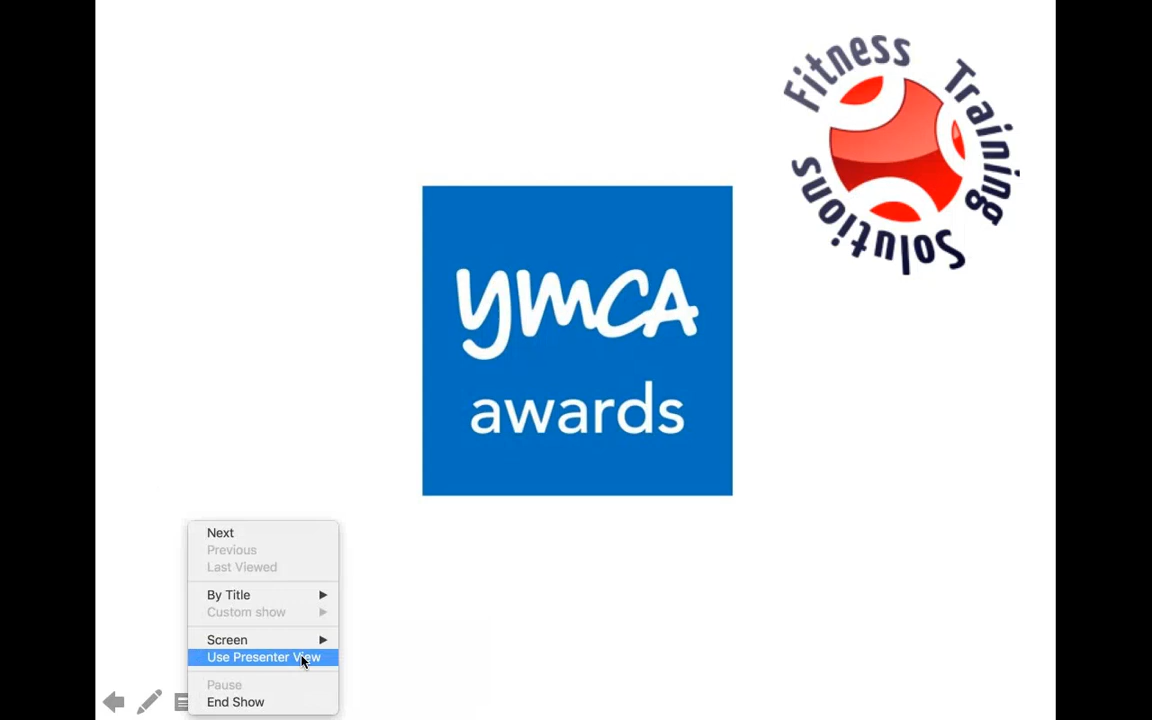 Fitness Training Solutions
ymca
awards
Next
Previous
Last Viewed
By Title
Custom show
Screen
Use Presenter View
Pause
End Show